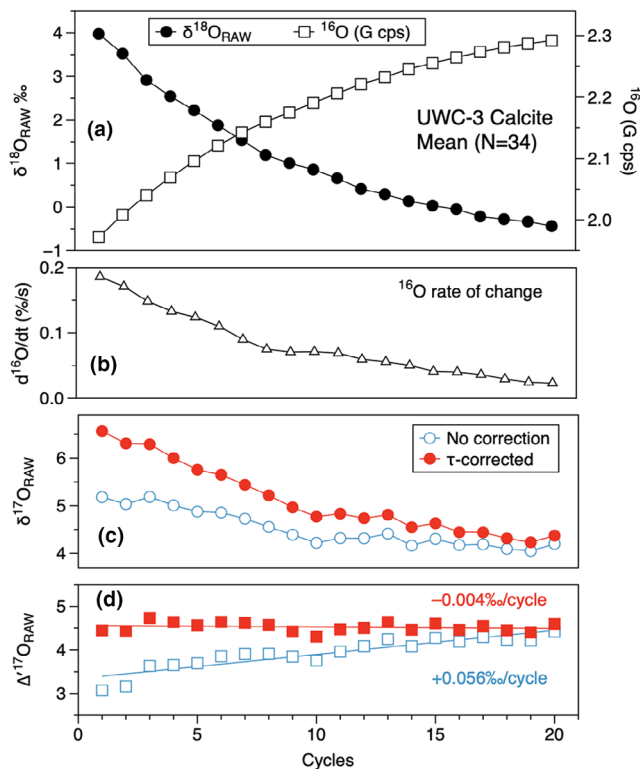 δ¹⁸O_RAW ¹⁶O (G cps)
4
3
2
1
0
−1
δ¹⁸O_RAW ‰
(a)
UWC-3 Calcite
Mean (N=34)
2.3
2.2
2.1
2.0
¹⁶O (G cps)
0.2
0.1
0.0
d¹⁶O/dt (%/s)
(b)
¹⁶O rate of change
6
5
4
δ¹⁷O_RAW
(c)
No correction
τ-corrected
5
4
3
Δ′¹⁷O_RAW
(d)
−0.004‰/cycle
+0.056‰/cycle
0 5 10 15 20
Cycles